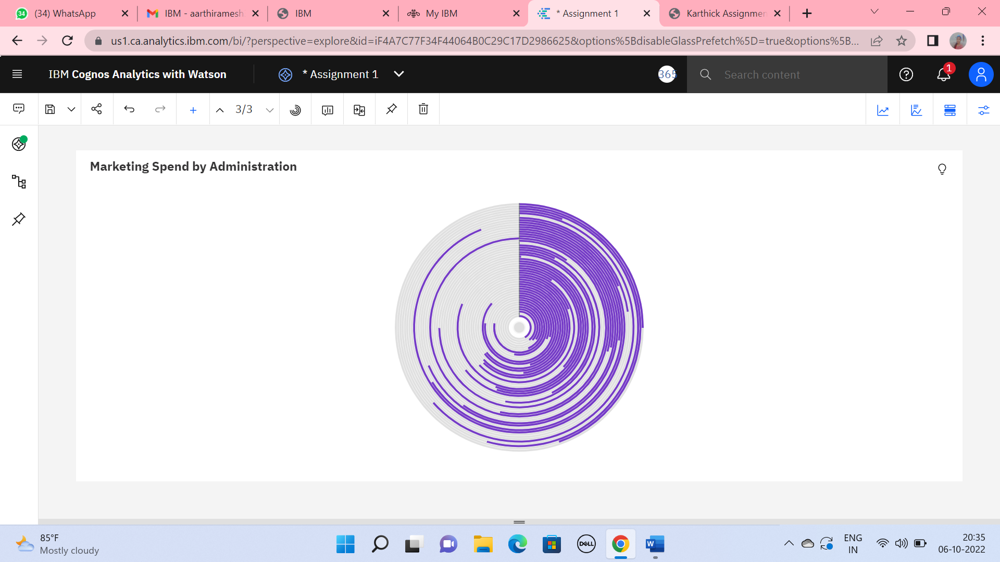 34 (34) WhatsApp
IBM - aarthiramesh
IBM
My IBM
* Assignment 1
Karthick Assignmen
us1.ca.analytics.ibm.com/bi/?perspective=explore&id=iF4A7C77F34F44064B0C29C17D2986625&options%5BdisableGlassPrefetch%5D=true&options%5B...
IBM Cognos Analytics with Watson
* Assignment 1
365
Search content
1
3/3
Marketing Spend by Administration
85°F
Mostly cloudy
DELL
W
ENG
IN
20:35
06-10-2022